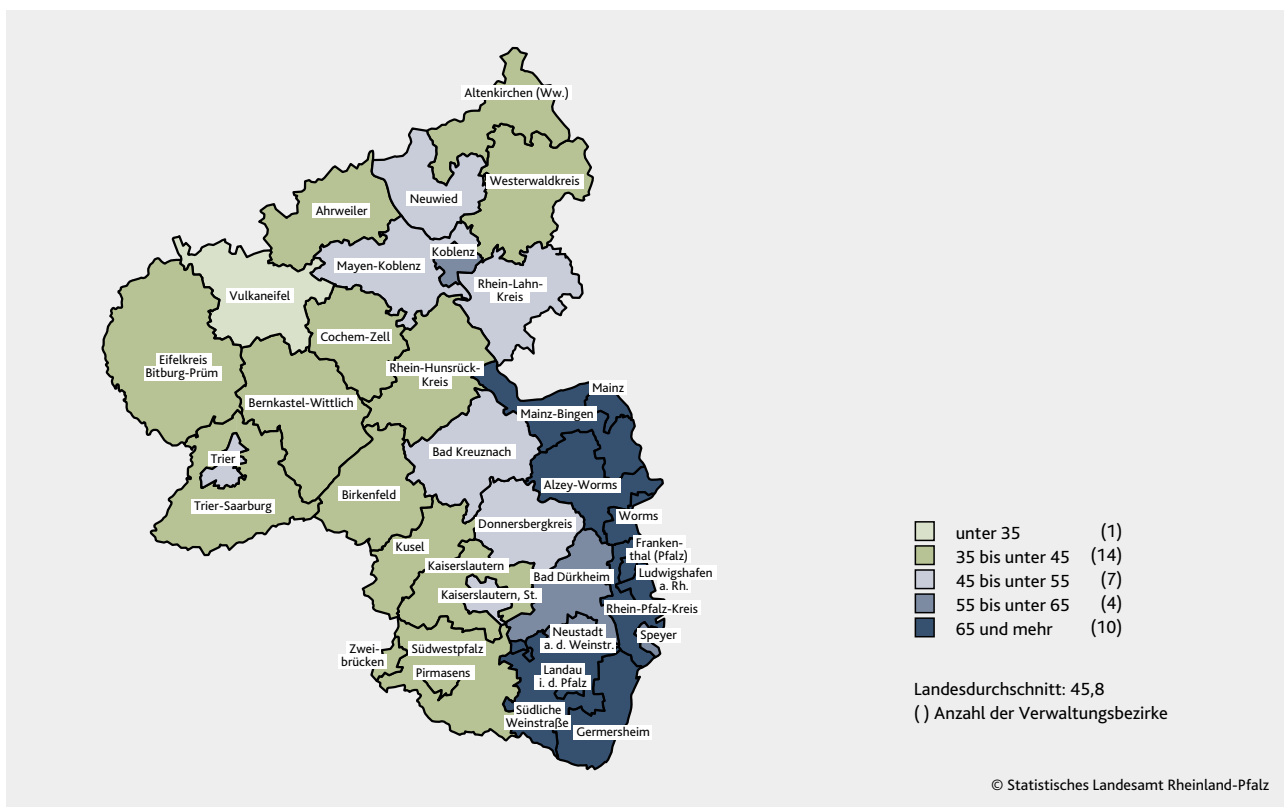 Altenkirchen (Ww.)
Westerwaldkreis
Neuwied
Ahrweiler
Koblenz
Mayen-Koblenz
Rhein-Lahn-
Kreis
Vulkaneifel
Cochem-Zell
Eifelkreis
Bitburg-Prüm
Rhein-Hunsrück-
Kreis
Mainz
Bernkastel-Wittlich
Mainz-Bingen
Bad Kreuznach
Trier
Alzey-Worms
Birkenfeld
Trier-Saarburg
Worms
Donnersbergkreis
Kusel
Franken-
thal (Pfalz)
Kaiserslautern
Bad Dürkheim
Ludwigshafen
a. Rh.
Kaiserslautern, St.
Rhein-Pfalz-Kreis
Neustadt
a. d. Weinstr.
Speyer
Zwei-
brücken
Südwestpfalz
Pirmasens
Landau
i. d. Pfalz
Südliche
Weinstraße
Germersheim
unter 35 (1)
35 bis unter 45 (14)
45 bis unter 55 (7)
55 bis unter 65 (4)
65 und mehr (10)
Landesdurchschnitt: 45,8
( ) Anzahl der Verwaltungsbezirke
© Statistisches Landesamt Rheinland-Pfalz